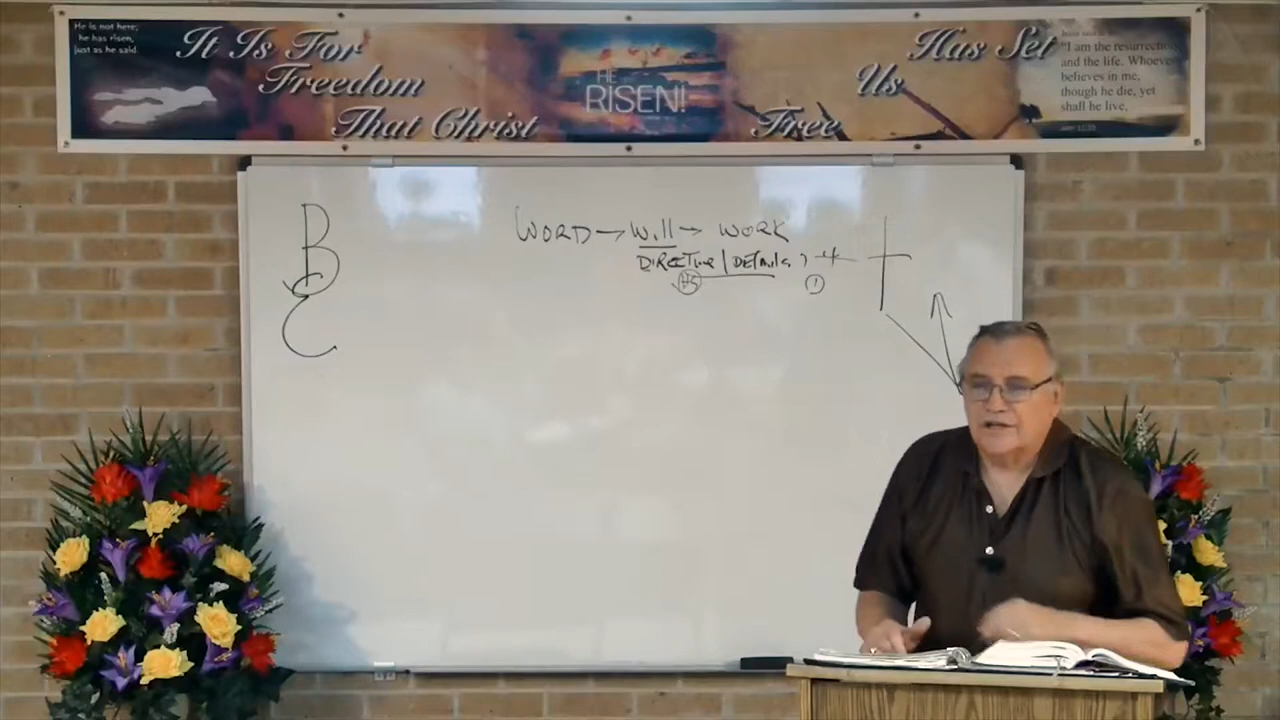 He is not here;
he has risen,
just as he said.
It Is For
Freedom
That Christ
HE
RISEN!
Has Set
Us
Free
"I am the resurrection
and the life. Whoever
believes in me,
though he die, yet
shall he live,
B
C
WORD → Will → WORK
DIRECTIVE / DETAILS
HS
1